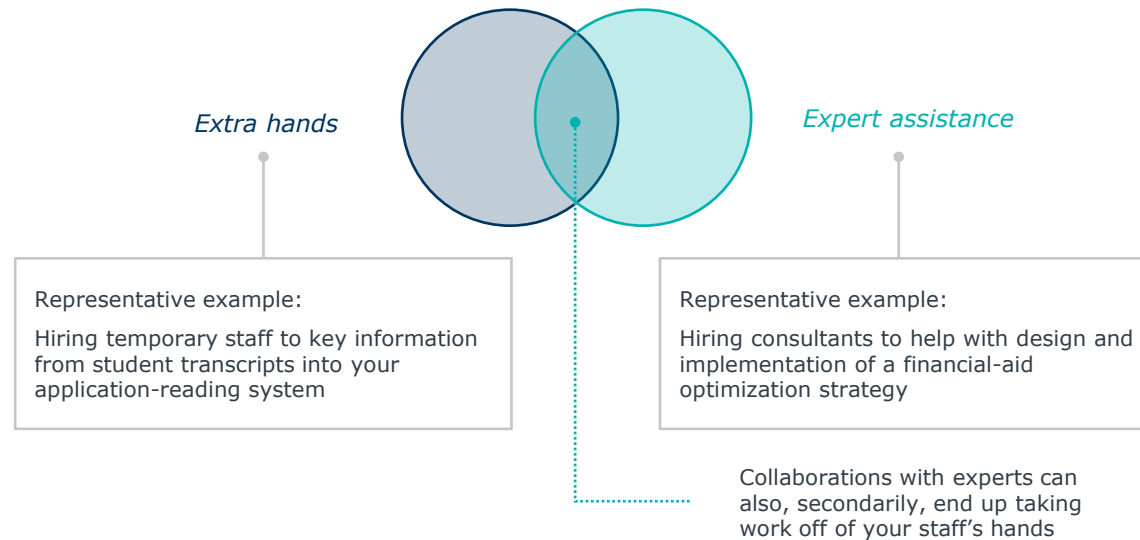 Extra hands
Expert assistance
Representative example:
Hiring temporary staff to key information
from student transcripts into your
application-reading system
Representative example:
Hiring consultants to help with design and
implementation of a financial-aid
optimization strategy
Collaborations with experts can
also, secondarily, end up taking
work off of your staff’s hands